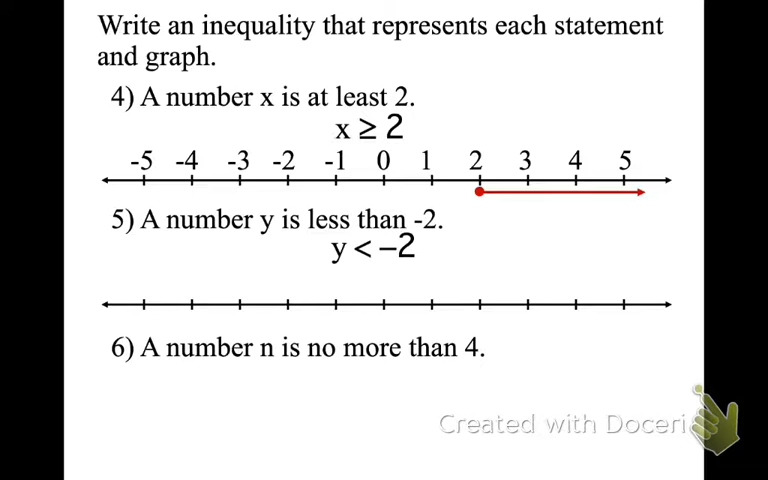 Write an inequality that represents each statement
and graph.
4) A number x is at least 2.
x ≥ 2
-5 -4 -3 -2 -1 0 1 2 3 4 5
5) A number y is less than -2.
y < −2
6) A number n is no more than 4.
Created with Doceri